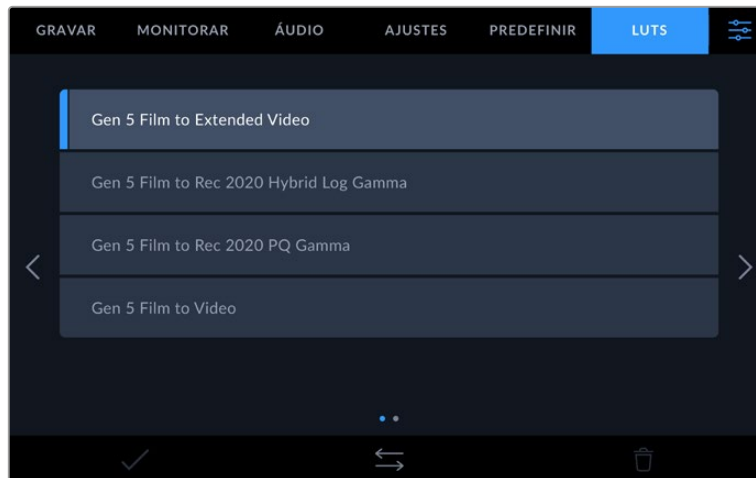 GRAVAR MONITORAR ÁUDIO AJUSTES PREDEFINIR LUTS
Gen 5 Film to Extended Video
Gen 5 Film to Rec 2020 Hybrid Log Gamma
Gen 5 Film to Rec 2020 PQ Gamma
Gen 5 Film to Video